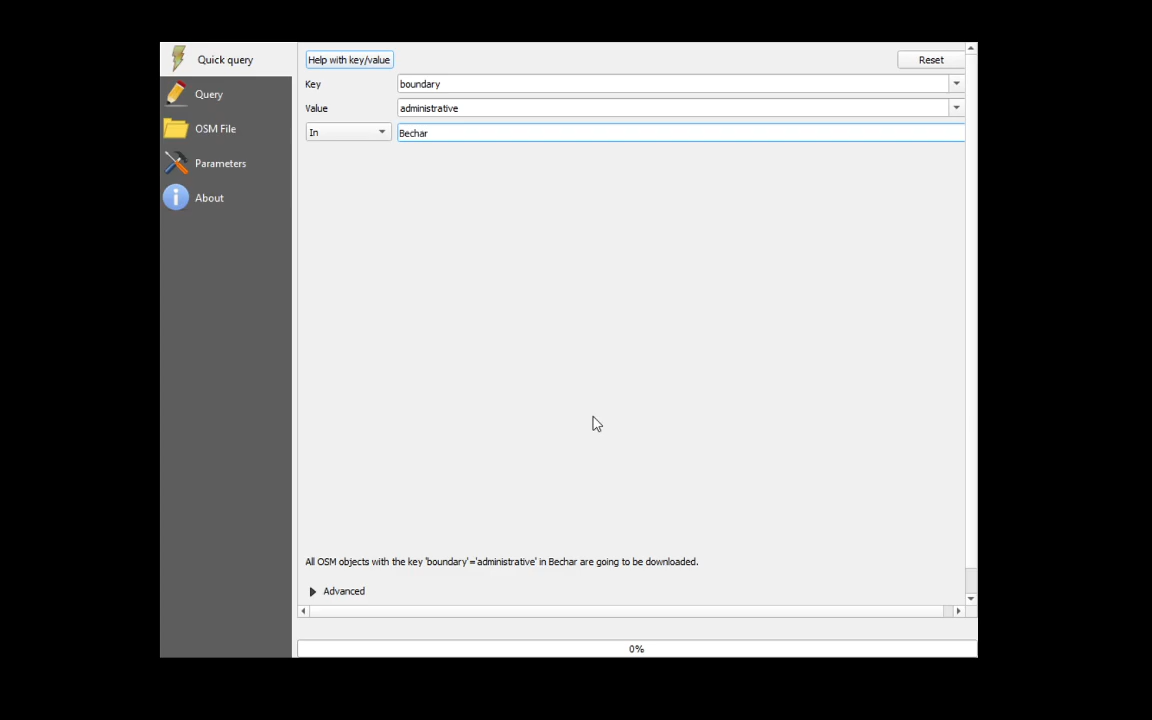 Quick query
Query
OSM File
Parameters
About
Help with key/value
Reset
Key
boundary
Value
administrative
In
Bechar
All OSM objects with the key 'boundary'='administrative' in Bechar are going to be downloaded.
Advanced
0%